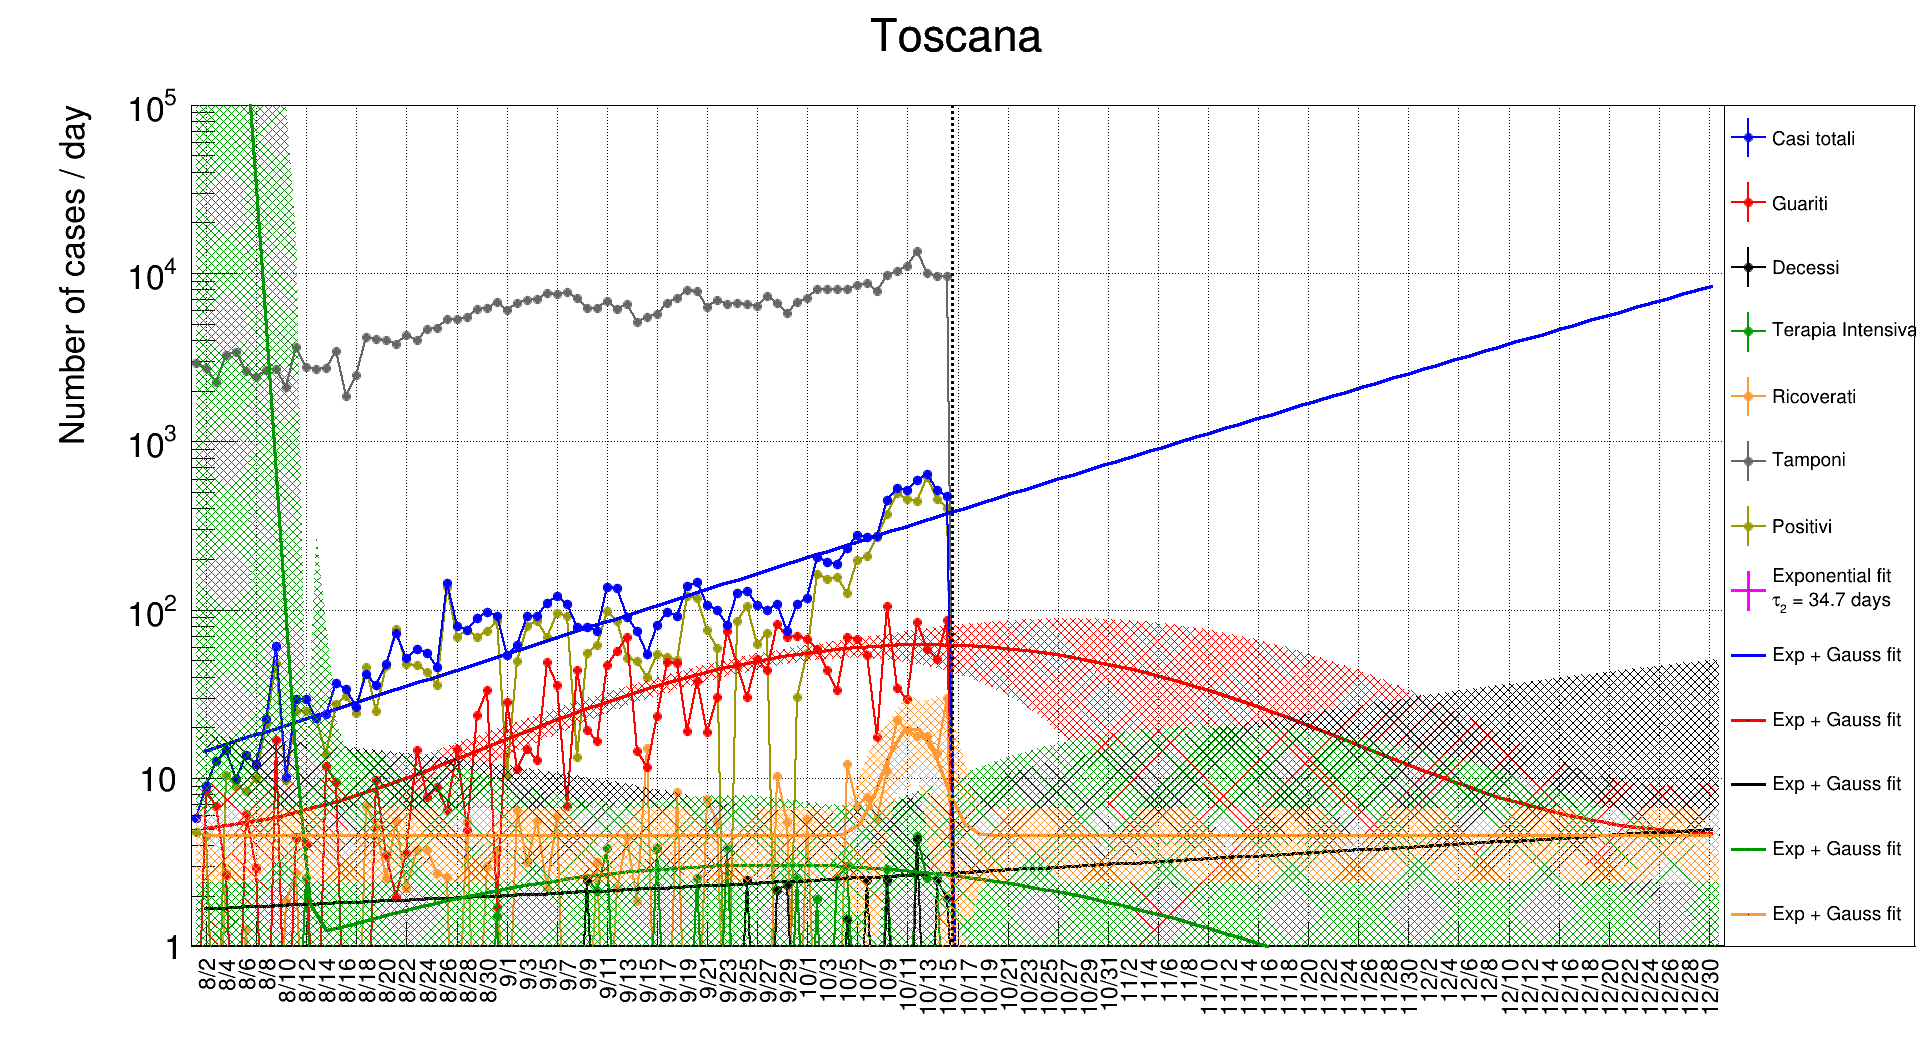 Toscana
Number of cases / day
10^5
10^4
10^3
10^2
10
1
8/2 8/4 8/6 8/8 8/10 8/12 8/14 8/16 8/18 8/20 8/22 8/24 8/26 8/28 8/30 9/1 9/3 9/5 9/7 9/9 9/11 9/13 9/15 9/17 9/19 9/21 9/23 9/25 9/27 9/29 10/1 10/3 10/5 10/7 10/9 10/11 10/13 10/15 10/17 10/19 10/21 10/23 10/25 10/27 10/29 10/31 11/2 11/4 11/6 11/8 11/10 11/12 11/14 11/16 11/18 11/20 11/22 11/24 11/26 11/28 11/30 12/2 12/4 12/6 12/8 12/10 12/12 12/14 12/16 12/18 12/20 12/22 12/24 12/26 12/28 12/30
Casi totali
Guariti
Decessi
Terapia Intensiva
Ricoverati
Tamponi
Positivi
Exponential fit
τ₂ = 34.7 days
Exp + Gauss fit
Exp + Gauss fit
Exp + Gauss fit
Exp + Gauss fit
Exp + Gauss fit